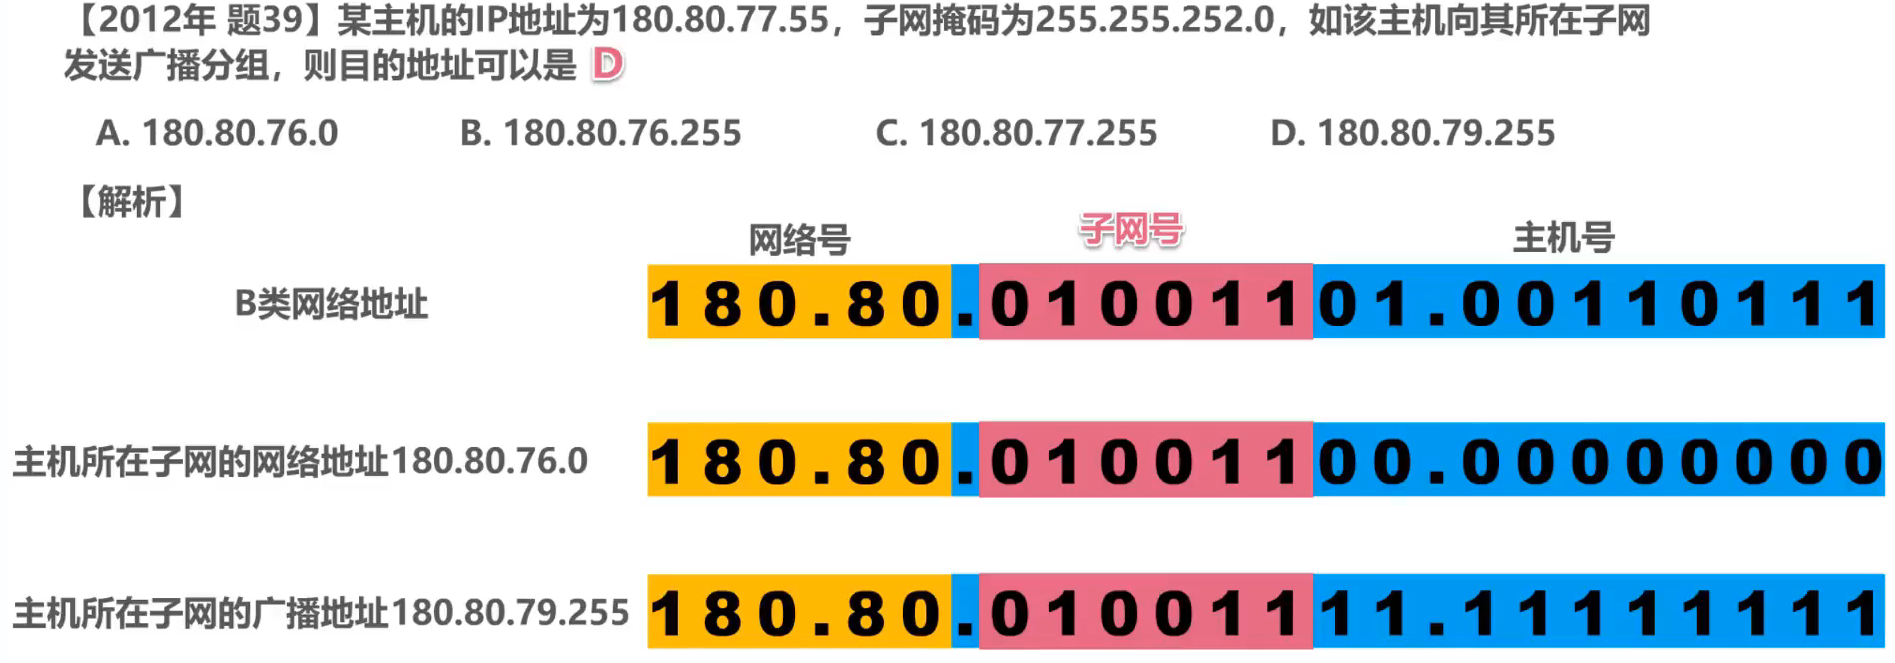 【2012年 题39】某主机的IP地址为180.80.77.55，子网掩码为255.255.252.0，如该主机向其所在子网
发送广播分组，则目的地址可以是 D
A. 180.80.76.0 B. 180.80.76.255 C. 180.80.77.255 D. 180.80.79.255
【解析】
网络号 子网号 主机号
B类网络地址 180.80.01001101.00110111
主机所在子网的网络地址180.80.76.0 180.80.01001100.00000000
主机所在子网的广播地址180.80.79.255 180.80.01001111.11111111